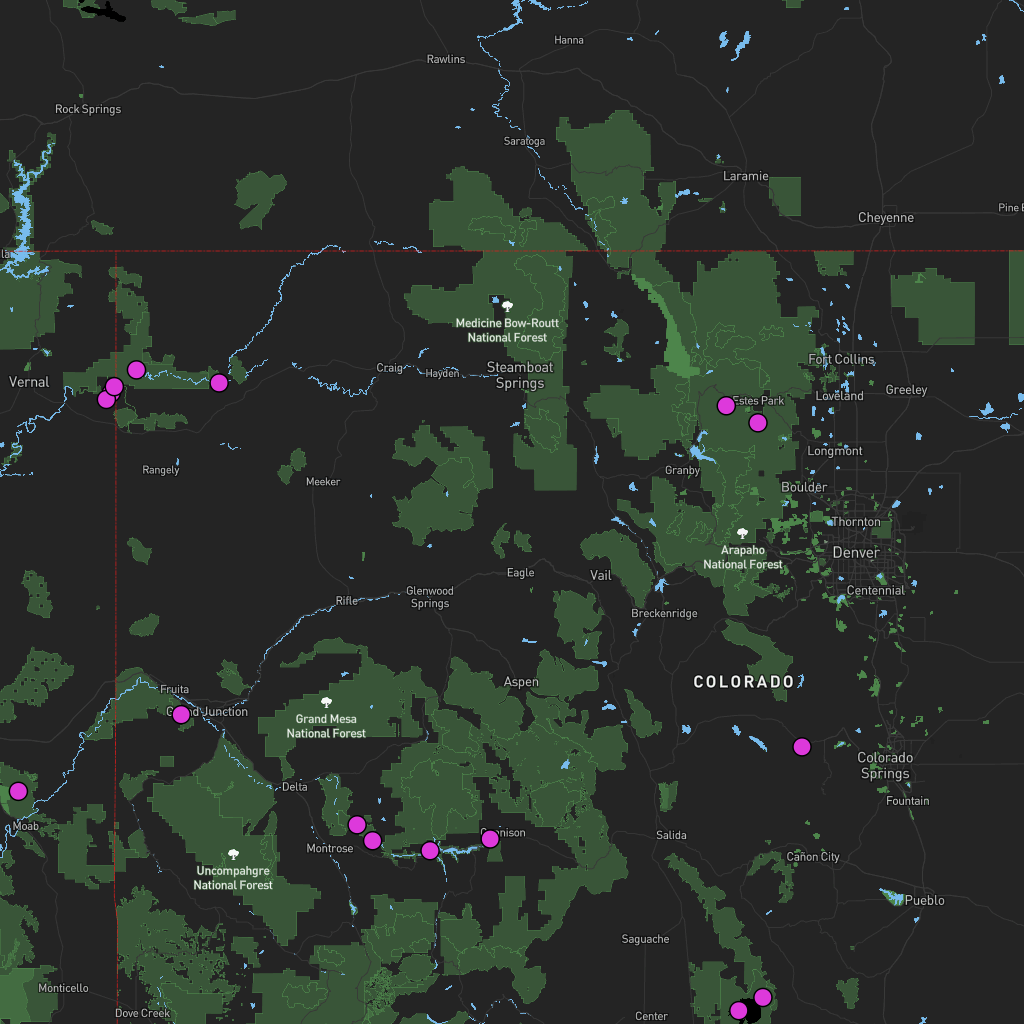 Hanna
Rawlins
Rock Springs
Saratoga
Laramie
Cheyenne
Medicine Bow-Routt
National Forest
Vernal
Craig
Hayden
Steamboat
Springs
Fort Collins
Loveland
Greeley
Estes Park
Longmont
Rangely
Meeker
Granby
Boulder
Thornton
Denver
Arapaho
National Forest
Eagle
Vail
Centennial
Rifle
Glenwood
Springs
Breckenridge
Fruita
Aspen
COLORADO
Grand Junction
Grand Mesa
National Forest
Colorado
Springs
Delta
Fountain
Moab
Montrose
Salida
Cañon City
Uncompahgre
National Forest
Pueblo
Saguache
Monticello
Dove Creek
Center